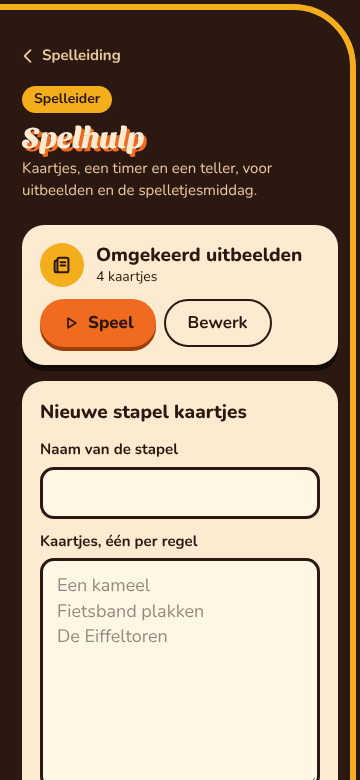 Spelleiding
Spelleider
Spelhulp
Kaartjes, een timer en een teller, voor
uitbeelden en de spelletjesmiddag.
Omgekeerd uitbeelden
4 kaartjes
Speel
Bewerk
Nieuwe stapel kaartjes
Naam van de stapel
Kaartjes, één per regel
Een kameel
Fietsband plakken
De Eiffeltoren